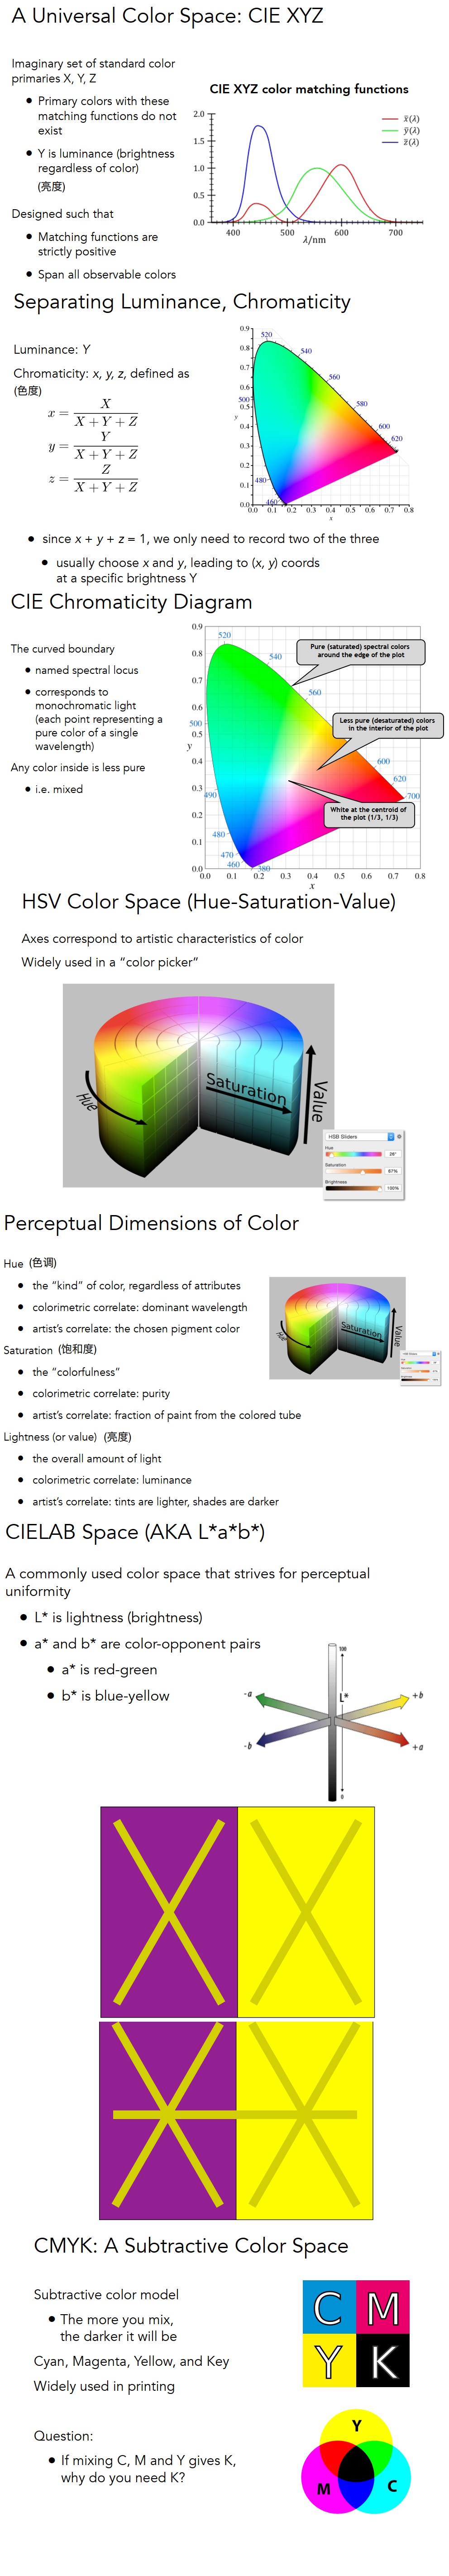 A Universal Color Space: CIE XYZ
Imaginary set of standard color
primaries X, Y, Z
• Primary colors with these
matching functions do not
exist
• Y is luminance (brightness
regardless of color)
(亮度)
Designed such that
• Matching functions are
strictly positive
• Span all observable colors
CIE XYZ color matching functions
2.0
1.5
1.0
0.5
0.0
400
500
600
700
λ/nm
x̄(λ)
ȳ(λ)
z̄(λ)
Separating Luminance, Chromaticity
Luminance: Y
Chromaticity: x, y, z, defined as
(色度)
x = X / (X + Y + Z)
y = Y / (X + Y + Z)
z = Z / (X + Y + Z)
0.9
0.8
0.7
0.6
0.5
0.4
0.3
0.2
0.1
0.0
y
0.0 0.1 0.2 0.3 0.4 0.5 0.6 0.7 0.8
x
460
480
500
520
540
560
580
600
620
• since x + y + z = 1, we only need to record two of the three
• usually choose x and y, leading to (x, y) coords
at a specific brightness Y
CIE Chromaticity Diagram
The curved boundary
• named spectral locus
• corresponds to
monochromatic light
(each point representing a
pure color of a single
wavelength)
Any color inside is less pure
• i.e. mixed
0.9
0.8
0.7
0.6
0.5
0.4
0.3
0.2
0.1
0.0
y
0.0 0.1 0.2 0.3 0.4 0.5 0.6 0.7 0.8
x
520
540
560
600
620
700
500
490
480
470
460
380
Pure (saturated) spectral colors
around the edge of the plot
Less pure (desaturated) colors
in the interior of the plot
White at the centroid of
the plot (1/3, 1/3)
HSV Color Space (Hue-Saturation-Value)
Axes correspond to artistic characteristics of color
Widely used in a “color picker”
Hue
Saturation
Value
HSB Sliders
Hue
28°
Saturation
67%
Brightness
100%
Perceptual Dimensions of Color
Hue (色调)
• the “kind” of color, regardless of attributes
• colorimetric correlate: dominant wavelength
• artist’s correlate: the chosen pigment color
Saturation (饱和度)
• the “colorfulness”
• colorimetric correlate: purity
• artist’s correlate: fraction of paint from the colored tube
Lightness (or value) (亮度)
• the overall amount of light
• colorimetric correlate: luminance
• artist’s correlate: tints are lighter, shades are darker
Hue
Saturation
Value
CIELAB Space (AKA L*a*b*)
A commonly used color space that strives for perceptual
uniformity
• L* is lightness (brightness)
• a* and b* are color-opponent pairs
• a* is red-green
• b* is blue-yellow
100
L*
-a
+b
-b
+a
0
CMYK: A Subtractive Color Space
Subtractive color model
• The more you mix,
the darker it will be
Cyan, Magenta, Yellow, and Key
Widely used in printing
Question:
• If mixing C, M and Y gives K,
why do you need K?
C M
Y K
Y
M
C